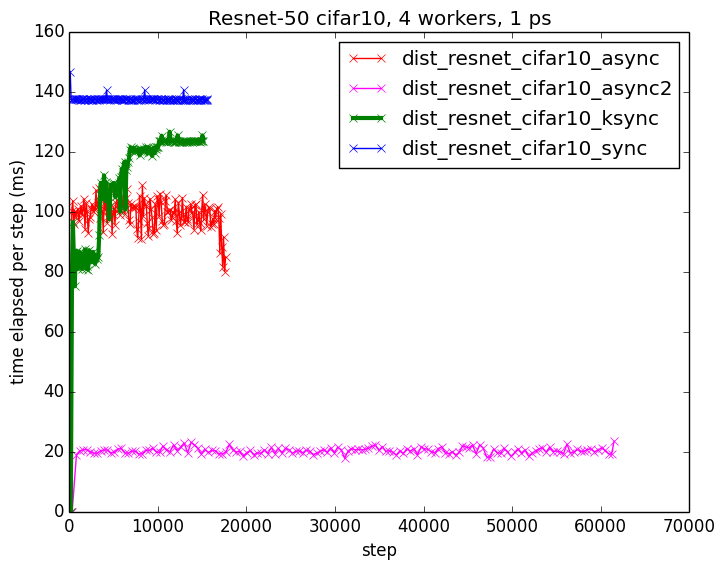 Resnet-50 cifar10, 4 workers, 1 ps
dist_resnet_cifar10_async
dist_resnet_cifar10_async2
dist_resnet_cifar10_ksync
dist_resnet_cifar10_sync
time elapsed per step (ms)
160
140
120
100
80
60
40
20
0
0 10000 20000 30000 40000 50000 60000 70000
step